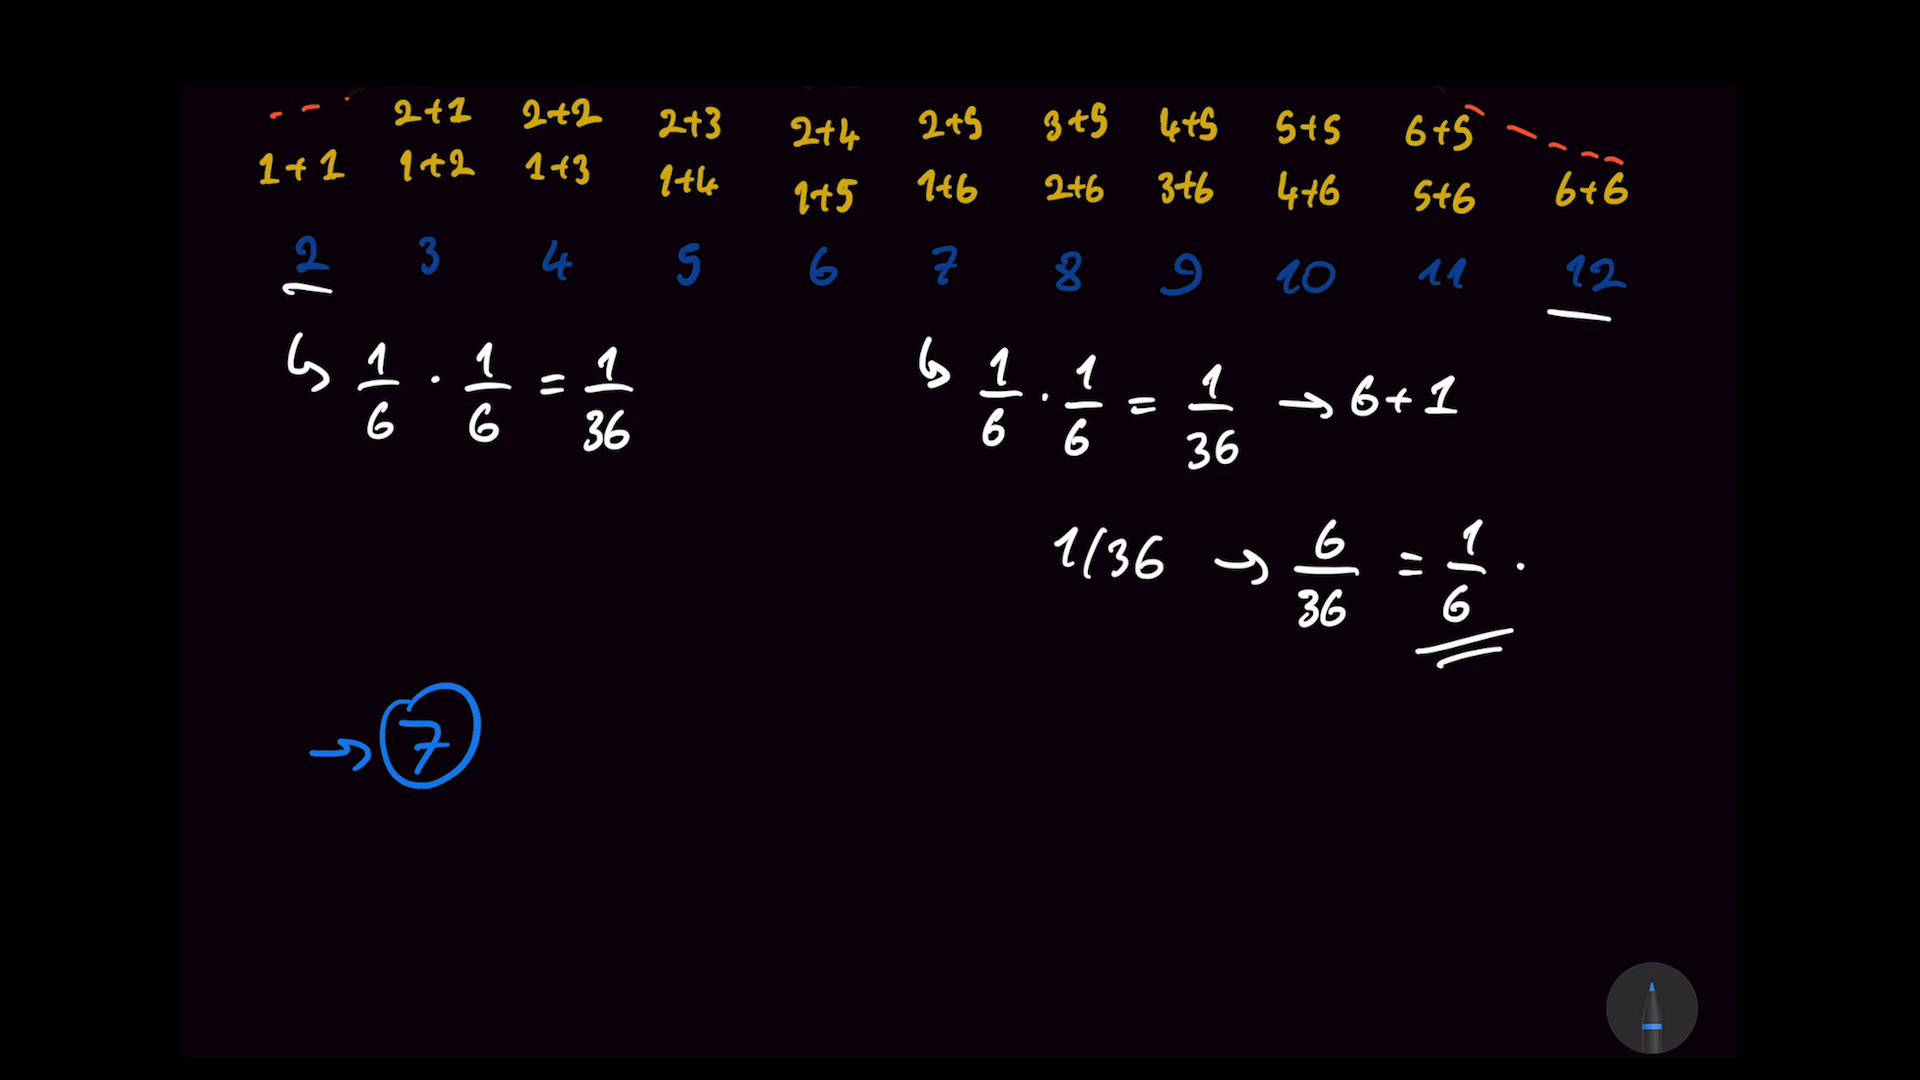 2+1 2+2 2+3 2+4 2+5 3+5 4+5 5+5 6+5
1+1 1+2 1+3 1+4 1+5 1+6 2+6 3+6 4+6 5+6 6+6
2 3 4 5 6 7 8 9 10 11 12
↳ 1/6 · 1/6 = 1/36
↳ 1/6 · 1/6 = 1/36 → 6+1
1/36 → 6/36 = 1/6 .
→ 7